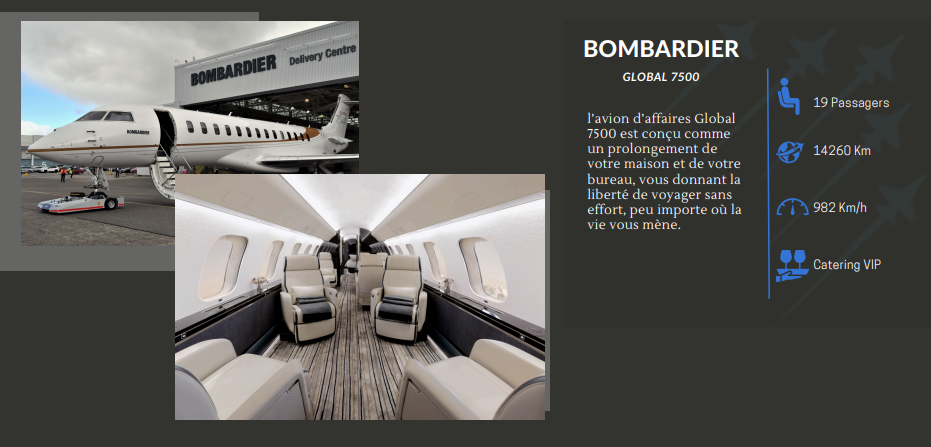 BOMBARDIER Delivery Centre
BOMBARDIER
BOMBARDIER
GLOBAL 7500
l'avion d'affaires Global
7500 est conçu comme
un prolongement de
votre maison et de votre
bureau, vous donnant la
liberté de voyager sans
effort, peu importe où la
vie vous mène.
19 Passagers
14260 Km
982 Km/h
Catering VIP